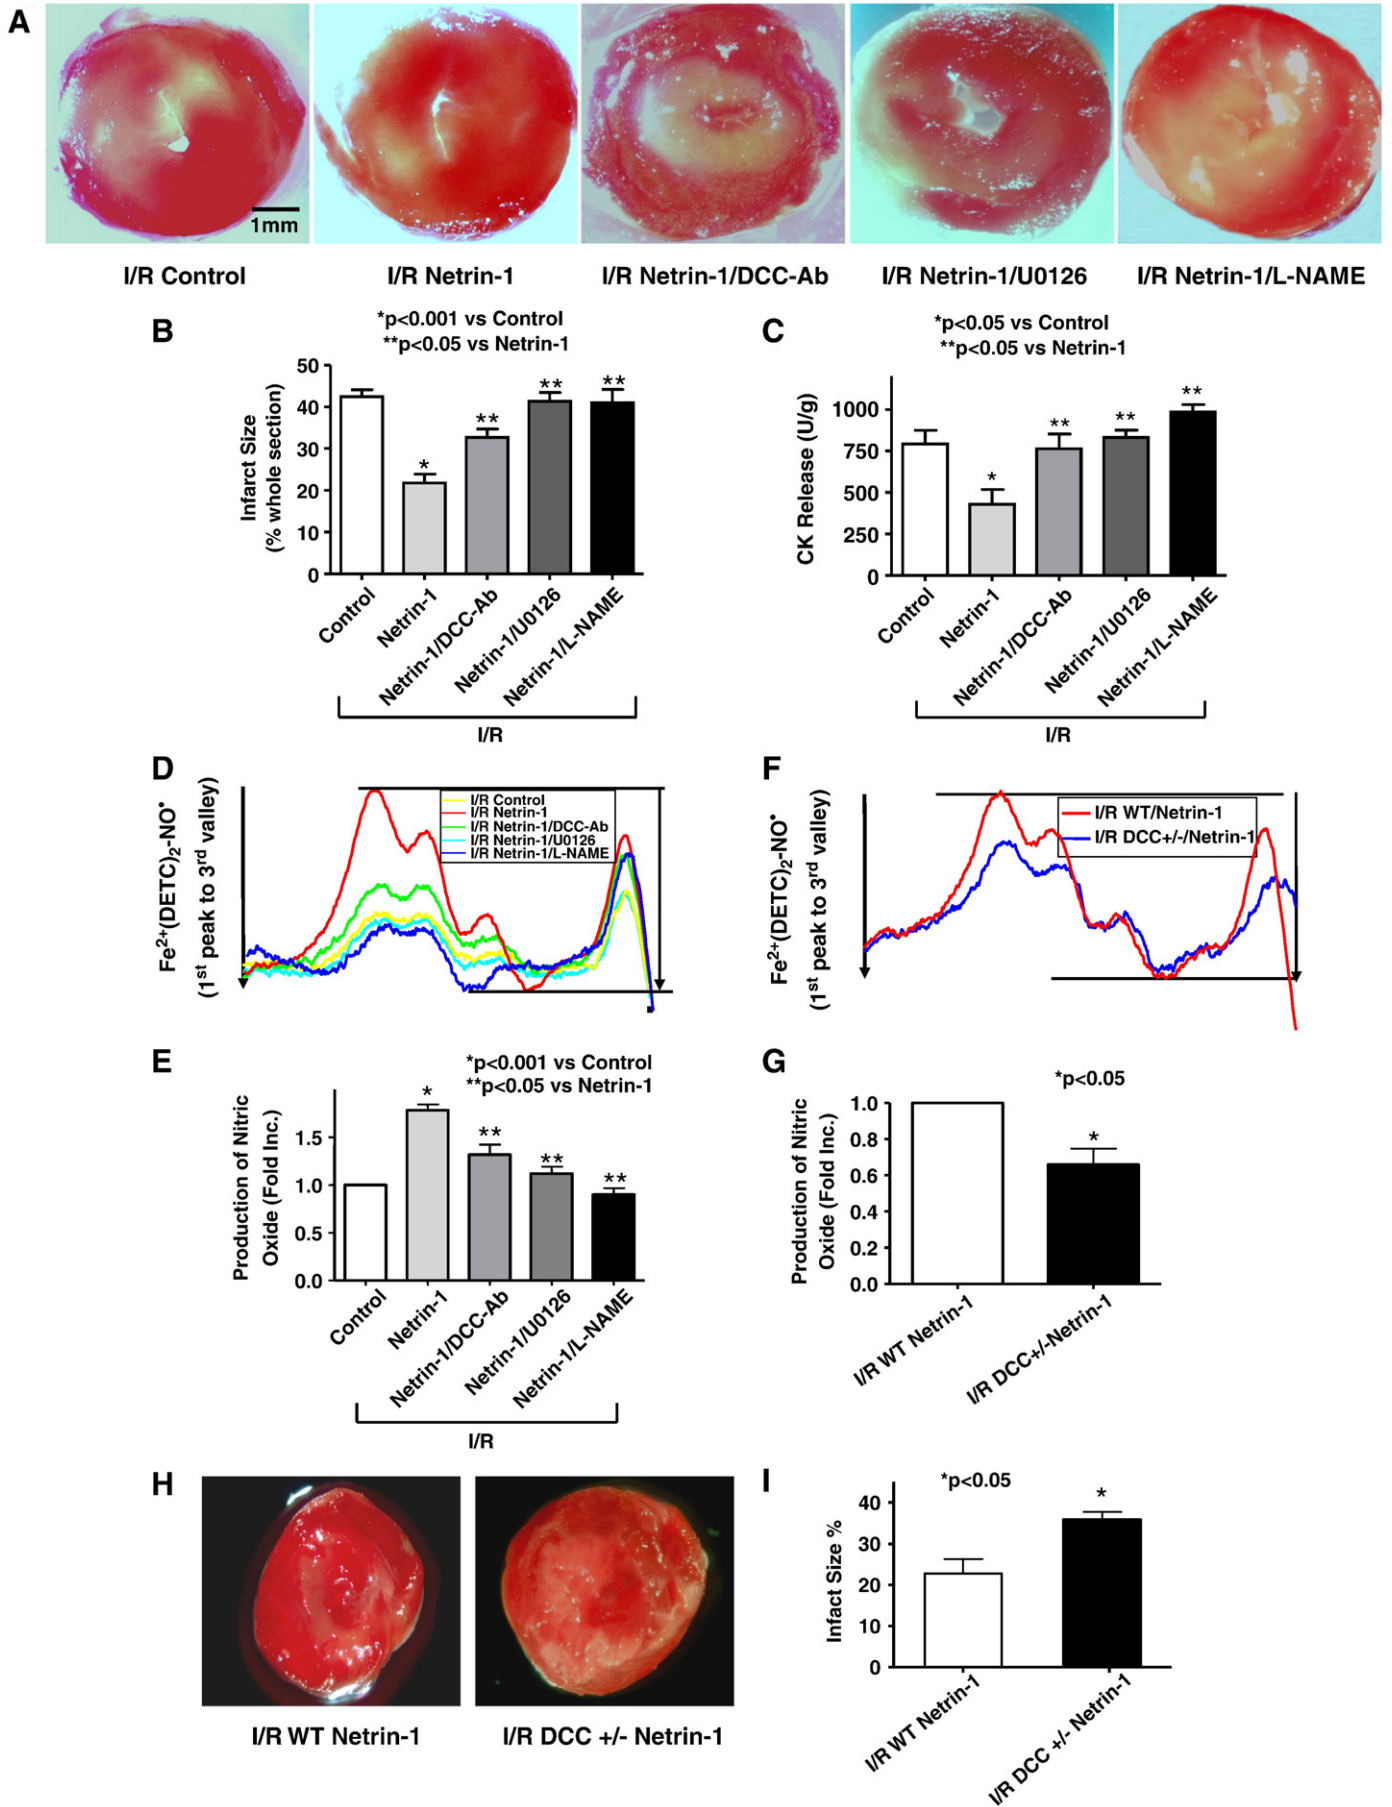 A
1mm
I/R Control
I/R Netrin-1
I/R Netrin-1/DCC-Ab
I/R Netrin-1/U0126
I/R Netrin-1/L-NAME
B
*p<0.001 vs Control
**p<0.05 vs Netrin-1
Infarct Size
(% whole section)
50
40
30
20
10
0
*
**
**
**
Control
Netrin-1
Netrin-1/DCC-Ab
Netrin-1/U0126
Netrin-1/L-NAME
I/R
C
*p<0.05 vs Control
**p<0.05 vs Netrin-1
CK Release (U/g)
1000
750
500
250
0
*
**
**
**
Control
Netrin-1
Netrin-1/DCC-Ab
Netrin-1/U0126
Netrin-1/L-NAME
I/R
D
Fe2+(DETC)2-NO•
(1st peak to 3rd valley)
I/R Control
I/R Netrin-1
I/R Netrin-1/DCC-Ab
I/R Netrin-1/U0126
I/R Netrin-1/L-NAME
F
Fe2+(DETC)2-NO•
(1st peak to 3rd valley)
I/R WT/Netrin-1
I/R DCC+/-/Netrin-1
E
*p<0.001 vs Control
**p<0.05 vs Netrin-1
Production of Nitric
Oxide (Fold Inc.)
1.5
1.0
0.5
0.0
*
**
**
**
Control
Netrin-1
Netrin-1/DCC-Ab
Netrin-1/U0126
Netrin-1/L-NAME
I/R
G
*p<0.05
Production of Nitric
Oxide (Fold Inc.)
1.0
0.8
0.6
0.4
0.2
0.0
*
I/R WT Netrin-1
I/R DCC+/-Netrin-1
H
I/R WT Netrin-1
I/R DCC +/- Netrin-1
I
*p<0.05
Infact Size %
40
30
20
10
0
*
I/R WT Netrin-1
I/R DCC +/- Netrin-1